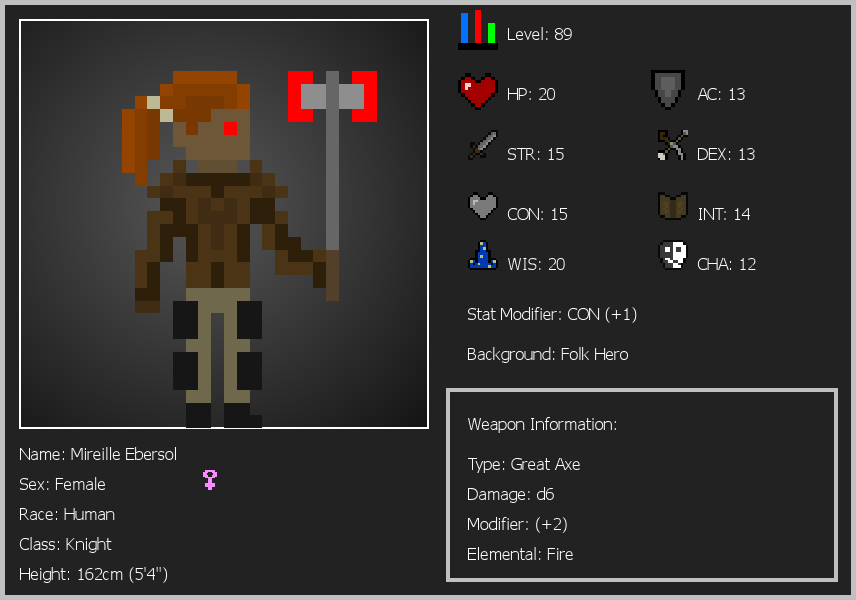 Level: 89
HP: 20
AC: 13
STR: 15
DEX: 13
CON: 15
INT: 14
WIS: 20
CHA: 12
Stat Modifier: CON (+1)
Background: Folk Hero
Weapon Information:
Type: Great Axe
Damage: d6
Modifier: (+2)
Elemental: Fire
Name: Mireille Ebersol
Sex: Female
Race: Human
Class: Knight
Height: 162cm (5'4")